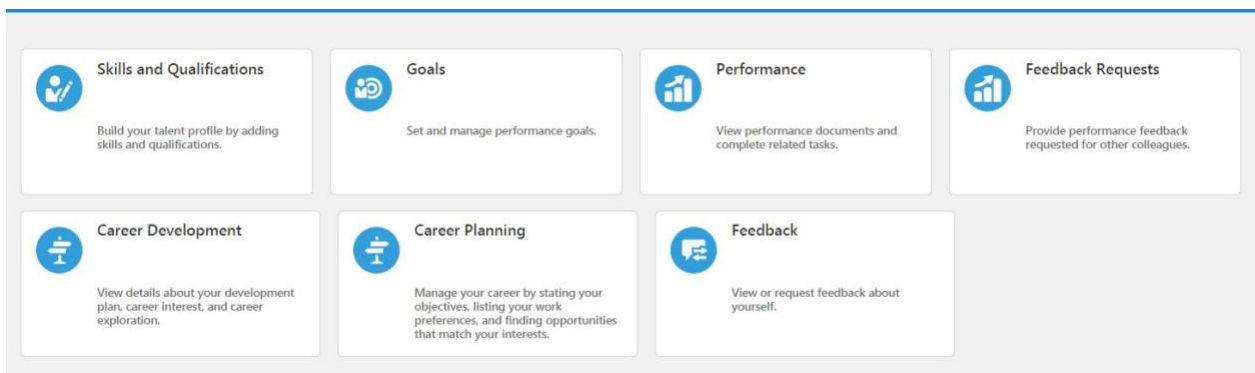 Skills and Qualifications
Build your talent profile by adding
skills and qualifications.
Goals
Set and manage performance goals.
Performance
View performance documents and
complete related tasks.
Feedback Requests
Provide performance feedback
requested for other colleagues.
Career Development
View details about your development
plan, career interest, and career
exploration.
Career Planning
Manage your career by stating your
objectives, listing your work
preferences, and finding opportunities
that match your interests.
Feedback
View or request feedback about
yourself.